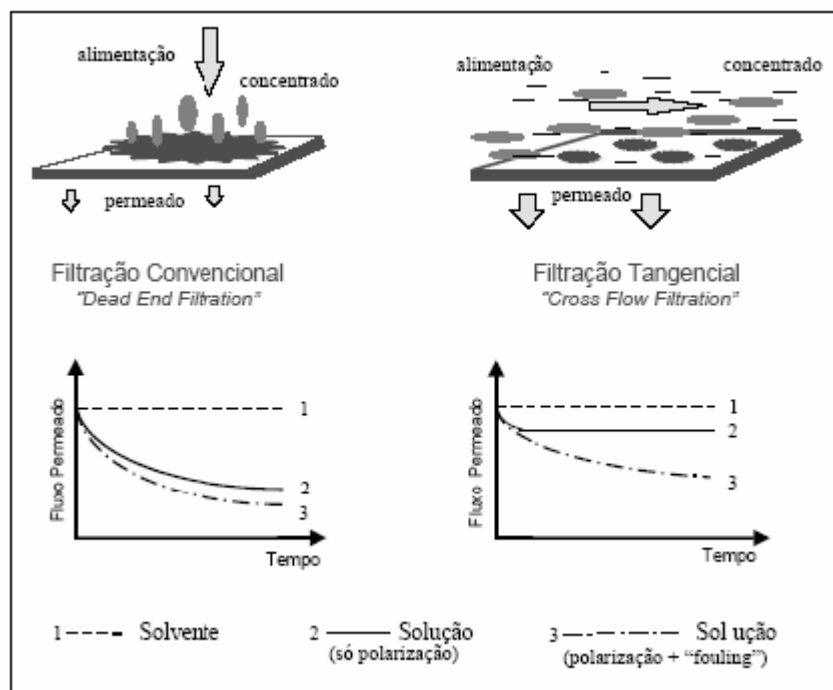 alimentação
concentrado
permeado
Filtração Convencional
"Dead End Filtration"
alimentação
concentrado
permeado
Filtração Tangencial
"Cross Flow Filtration"
Fluxo Permeado
1
2
3
Tempo
Fluxo Permeado
1
2
3
Tempo
1 Solvente
2 Solução
(só polarização)
3 Sol ução
(polarização + "fouling")